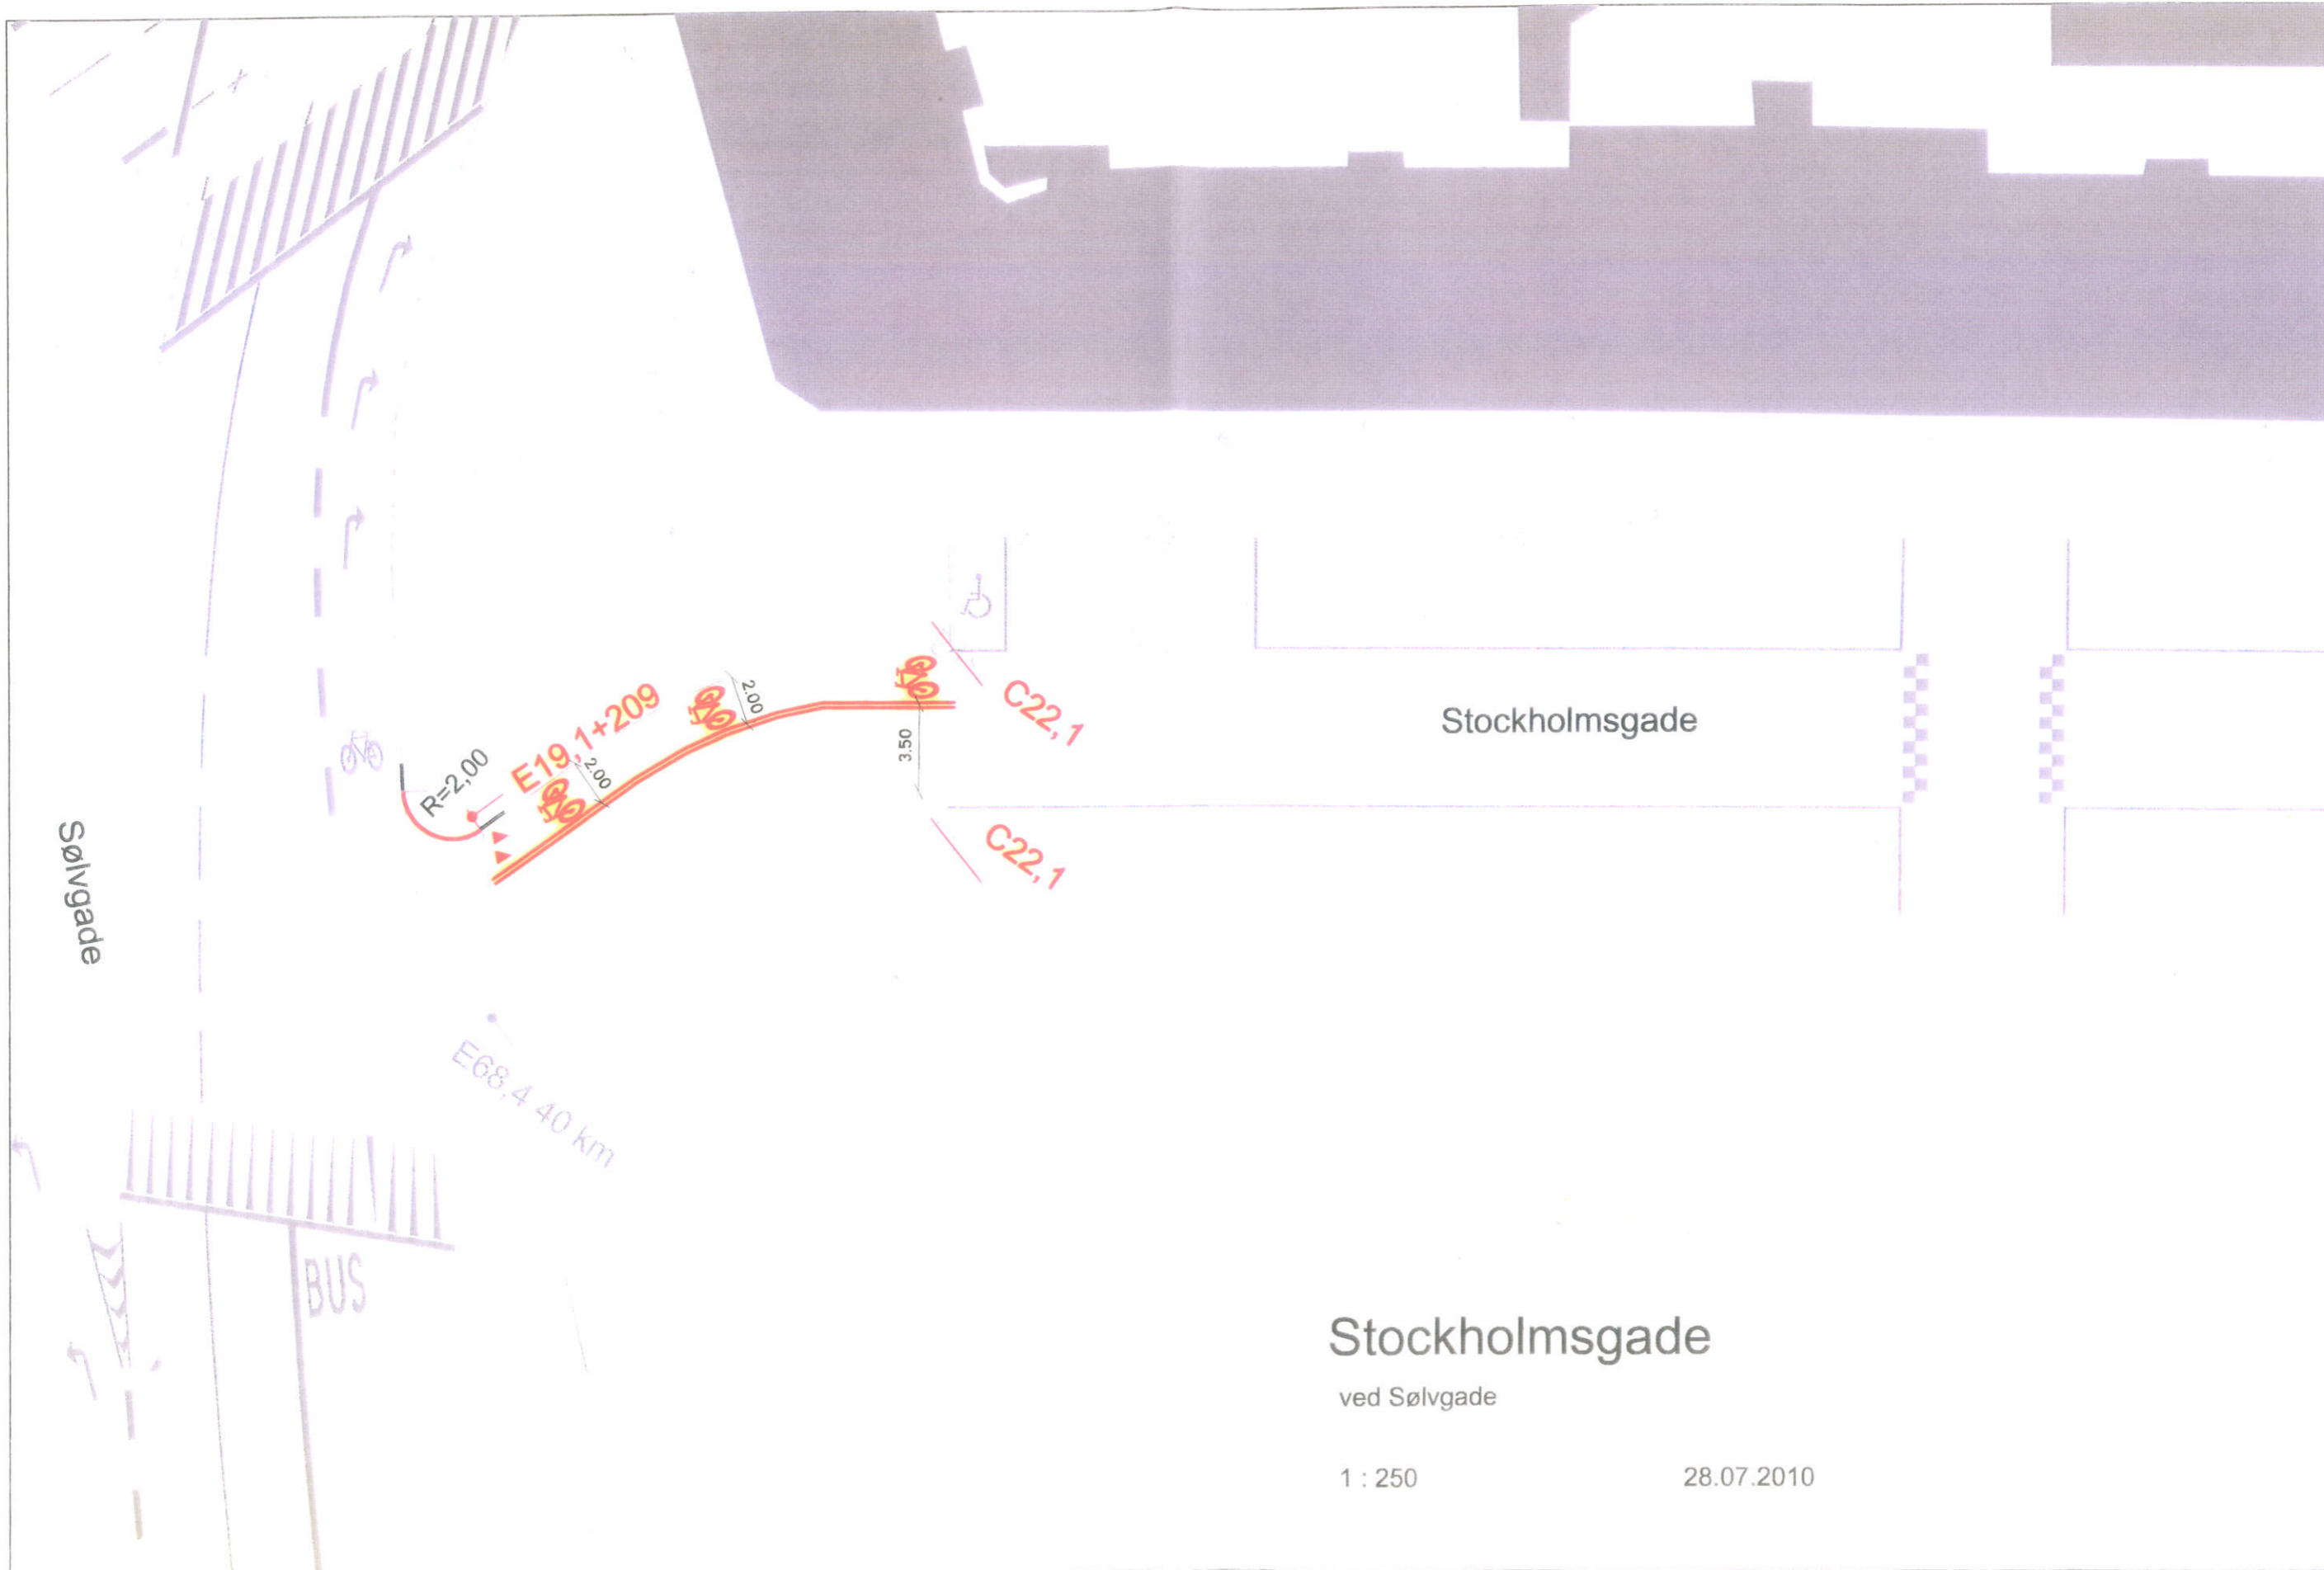 2.00
C22,1
E19,1+209
Stockholmsgade
2.00
3.50
R=2,00
C22,1
Sølvgade
E68,4 40 km
BUS
Stockholmsgade
ved Sølvgade
1 : 250
28.07.2010